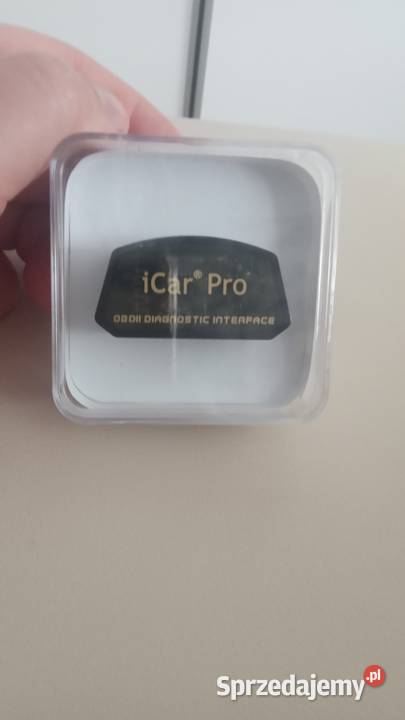 iCar® Pro
OBDII DIAGNOSTIC INTERFACE
Sprzedajemy.pl